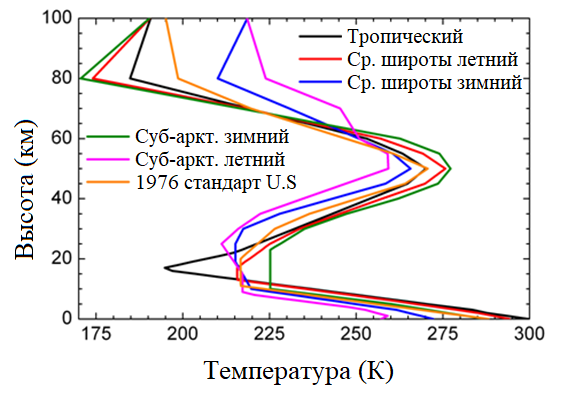 100
80
60
40
20
0
Высота (км)
Тропический
Ср. широты летний
Ср. широты зимний
Суб-аркт. зимний
Суб-аркт. летний
1976 стандарт U.S
175 200 225 250 275 300
Температура (К)